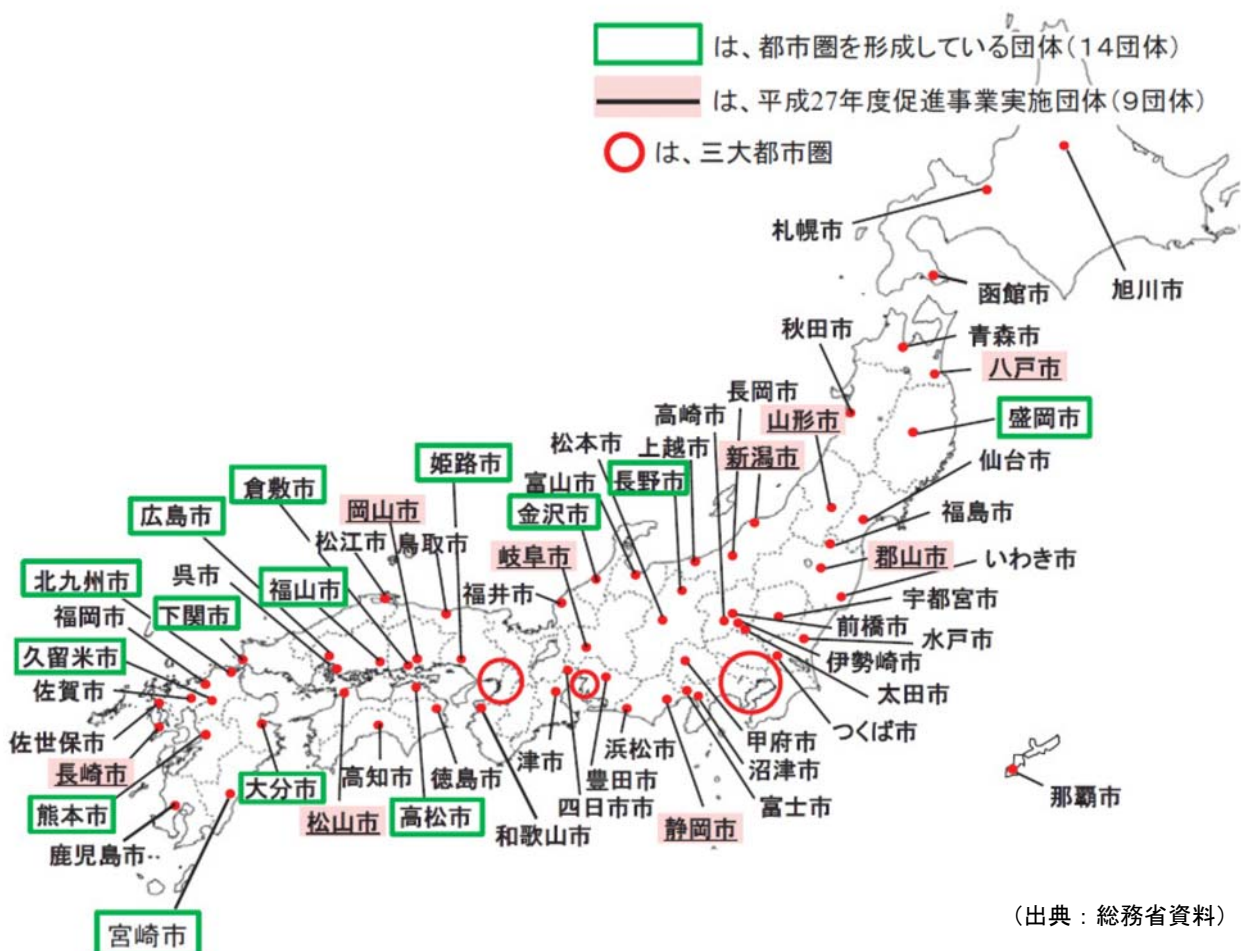 は、都市圏を形成している団体（１４団体）
は、平成27年度促進事業実施団体（９団体）
は、三大都市圏
札幌市
函館市
旭川市
秋田市
青森市
八戸市
長岡市
高崎市
山形市
盛岡市
松本市
上越市
新潟市
仙台市
姫路市
富山市
長野市
倉敷市
金沢市
福島市
広島市
岡山市
松江市
鳥取市
岐阜市
郡山市
いわき市
北九州市
呉市
福山市
福井市
宇都宮市
福岡市
下関市
前橋市
水戸市
久留米市
伊勢崎市
佐賀市
太田市
佐世保市
つくば市
長崎市
大分市
高知市
徳島市
津市
浜松市
甲府市
豊田市
沼津市
熊本市
松山市
高松市
四日市市
富士市
那覇市
和歌山市
静岡市
鹿児島市‥
宮崎市
（出典：総務省資料）